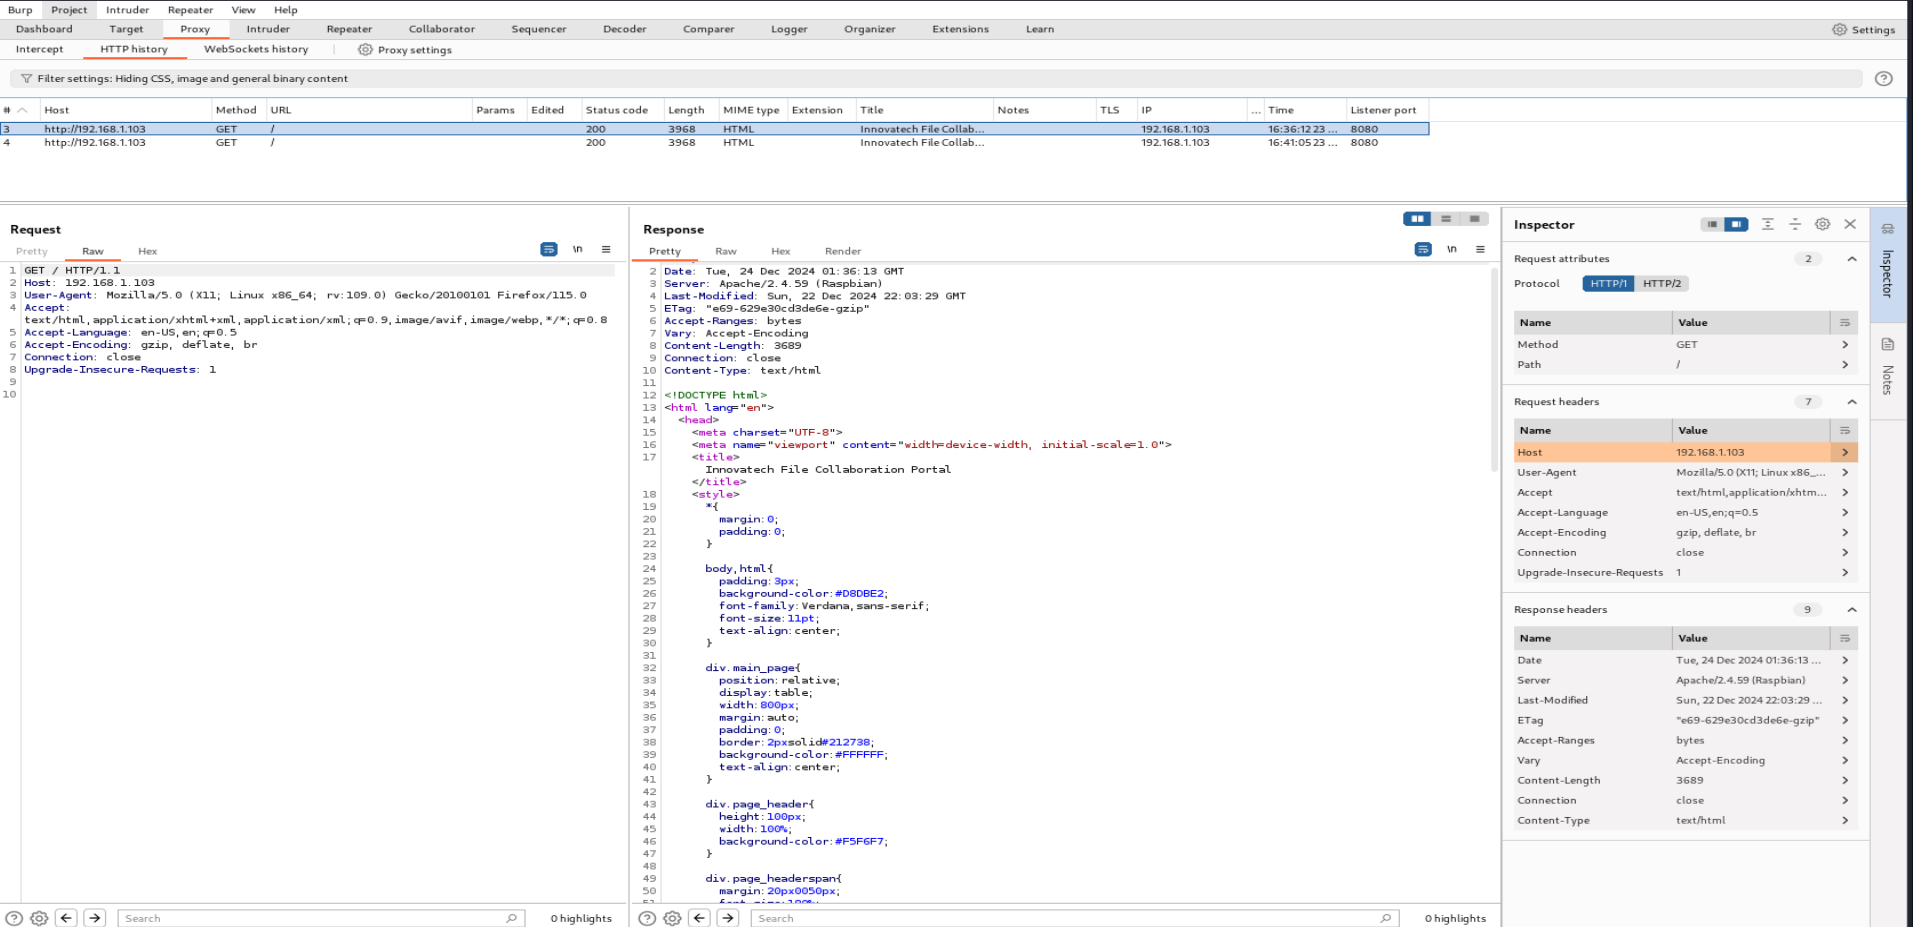 Burp Project Intruder Repeater View Help
Dashboard Target Proxy Intruder Repeater Collaborator Sequencer Decoder Comparer Logger Organizer Extensions Learn Settings
Intercept HTTP history WebSockets history Proxy settings
Filter settings: Hiding CSS, image and general binary content
# Host Method URL Params Edited Status code Length MIME type Extension Title Notes TLS IP ... Time Listener port
3 http://192.168.1.103 GET / 200 3968 HTML Innovatech File Collab... 192.168.1.103 16:36:12 23 ... 8080
4 http://192.168.1.103 GET / 200 3968 HTML Innovatech File Collab... 192.168.1.103 16:41:05 23 ... 8080
Request
Pretty Raw Hex
\n
1 GET / HTTP/1.1
2 Host: 192.168.1.103
3 User-Agent: Mozilla/5.0 (X11; Linux x86_64; rv:109.0) Gecko/20100101 Firefox/115.0
4 Accept:
text/html,application/xhtml+xml,application/xml;q=0.9,image/avif,image/webp,*/*;q=0.8
5 Accept-Language: en-US,en;q=0.5
6 Accept-Encoding: gzip, deflate, br
7 Connection: close
8 Upgrade-Insecure-Requests: 1
9
10
Search
0 highlights
Response
Pretty Raw Hex Render
\n
2 Date: Tue, 24 Dec 2024 01:36:13 GMT
3 Server: Apache/2.4.59 (Raspbian)
4 Last-Modified: Sun, 22 Dec 2024 22:03:29 GMT
5 ETag: "e69-629e30cd3de6e-gzip"
6 Accept-Ranges: bytes
7 Vary: Accept-Encoding
8 Content-Length: 3689
9 Connection: close
10 Content-Type: text/html
11
12 <!DOCTYPE html>
13 <html lang="en">
14 <head>
15 <meta charset="UTF-8">
16 <meta name="viewport" content="width=device-width, initial-scale=1.0">
17 <title>
Innovatech File Collaboration Portal
</title>
18 <style>
19 *{
20 margin:0;
21 padding:0;
22 }
23
24 body,html{
25 padding:3px;
26 background-color:#D8DBE2;
27 font-family:Verdana,sans-serif;
28 font-size:11pt;
29 text-align:center;
30 }
31
32 div.main_page{
33 position:relative;
34 display:table;
35 width:800px;
36 margin:auto;
37 padding:0;
38 border:2pxsolid#212738;
39 background-color:#FFFFFF;
40 text-align:center;
41 }
42
43 div.page_header{
44 height:100px;
45 width:100%;
46 background-color:#F5F6F7;
47 }
48
49 div.page_headerspan{
50 margin:20px0050px;
51 font-size:180%;
Search
0 highlights
Inspector
Request attributes 2
Protocol HTTP/1 HTTP/2
Name Value
Method GET
Path /
Request headers 7
Name Value
Host 192.168.1.103
User-Agent Mozilla/5.0 (X11; Linux x86_...
Accept text/html,application/xhtm...
Accept-Language en-US,en;q=0.5
Accept-Encoding gzip, deflate, br
Connection close
Upgrade-Insecure-Requests 1
Response headers 9
Name Value
Date Tue, 24 Dec 2024 01:36:13 ...
Server Apache/2.4.59 (Raspbian)
Last-Modified Sun, 22 Dec 2024 22:03:29 ...
ETag "e69-629e30cd3de6e-gzip"
Accept-Ranges bytes
Vary Accept-Encoding
Content-Length 3689
Connection close
Content-Type text/html
Inspector
Notes